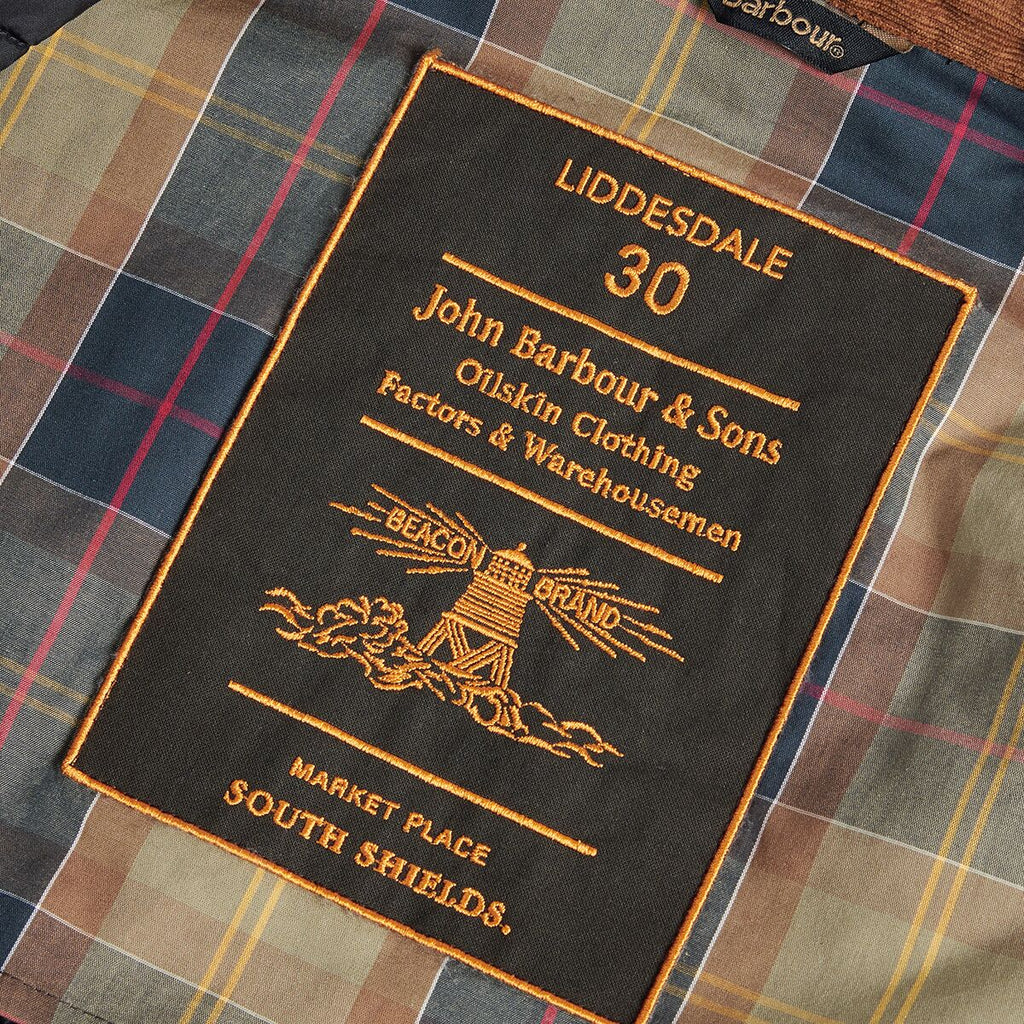 Barbour®
LIDDESDALE
30
John Barbour & Sons
Oilskin Clothing
Factors & Warehousemen
BEACON BRAND
MARKET PLACE
SOUTH SHIELDS.